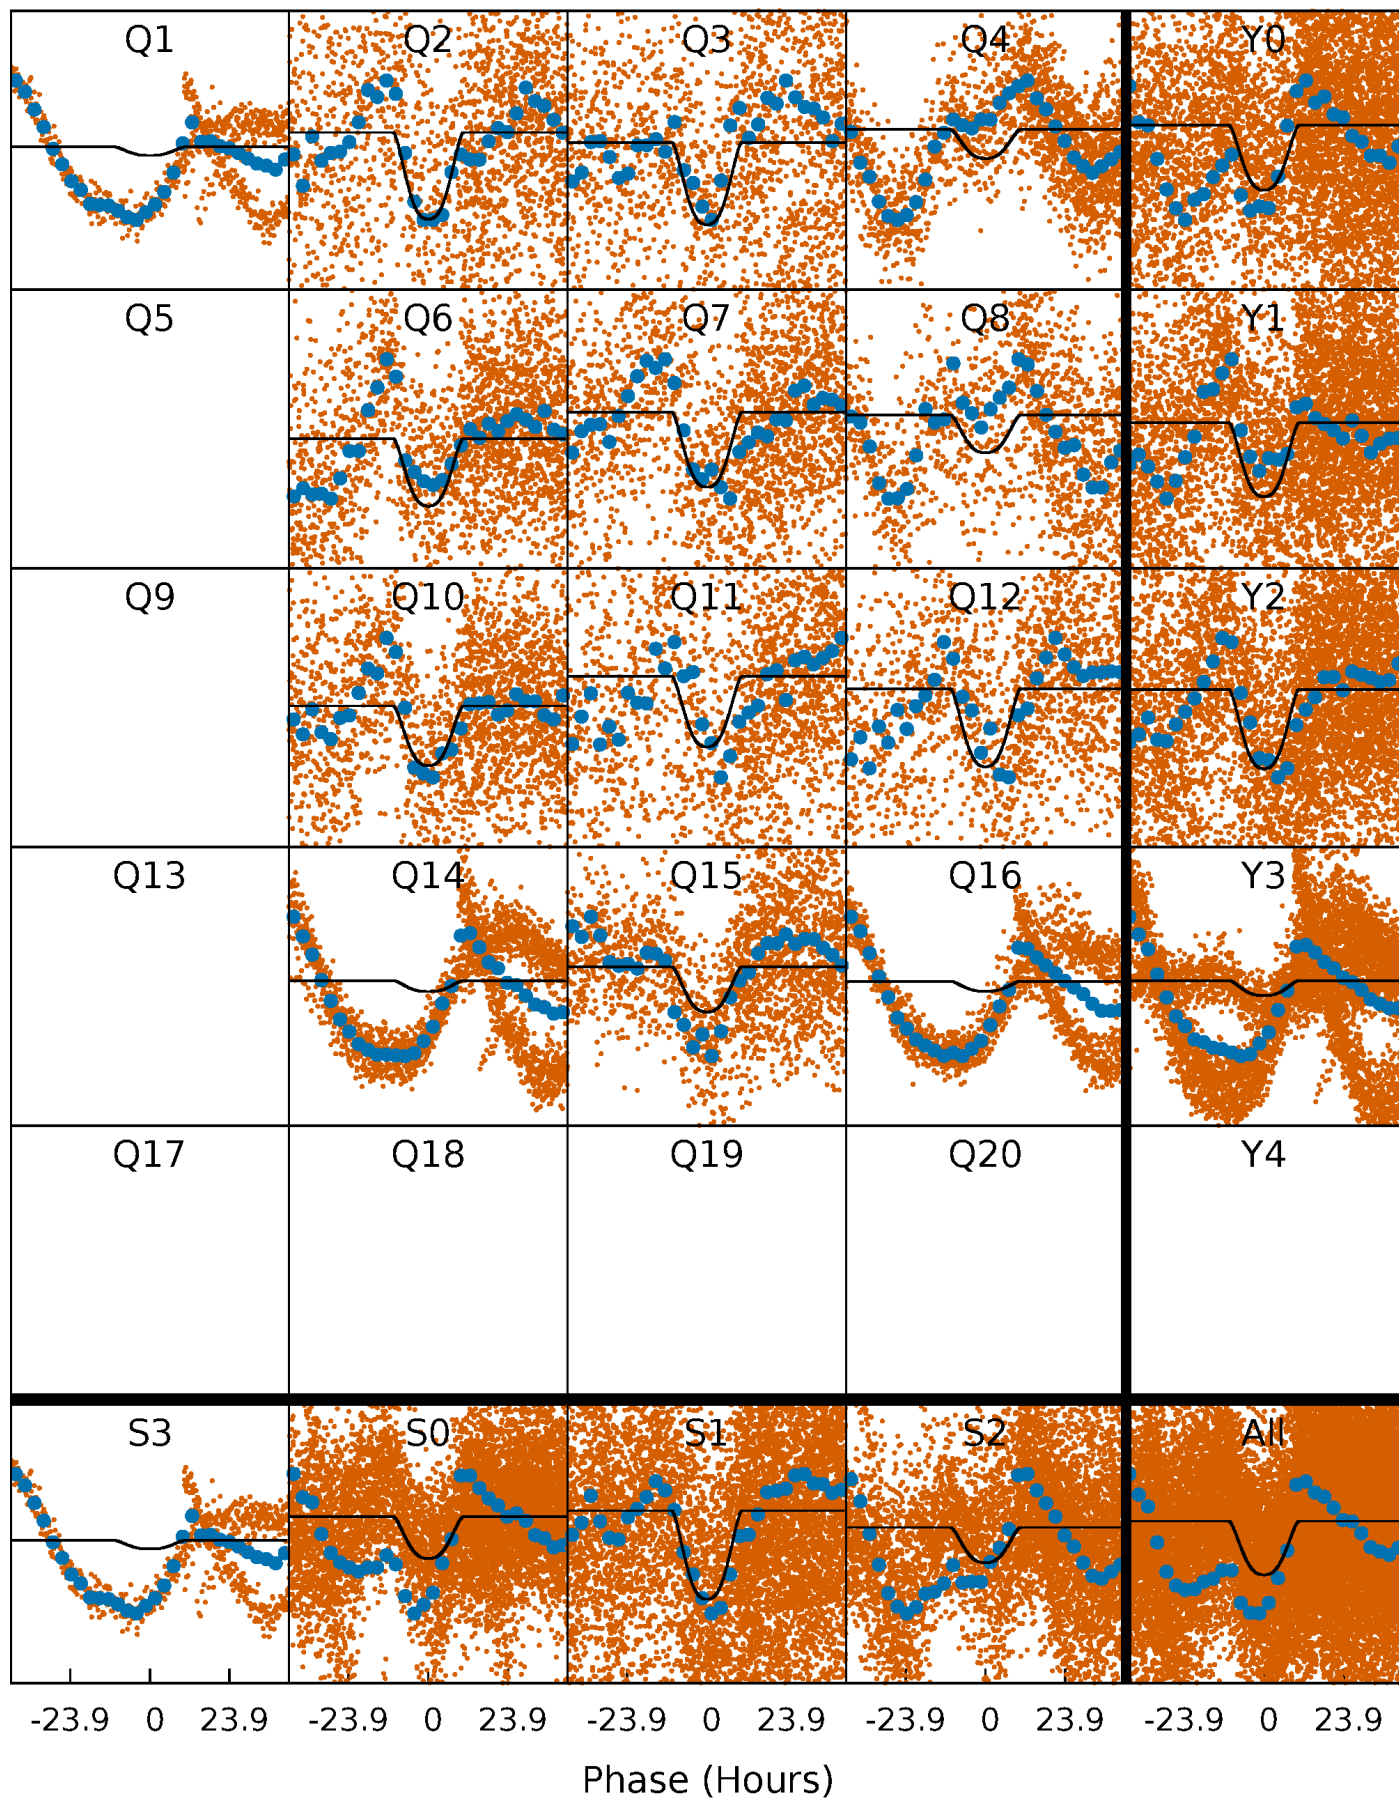 Q1 Q2 Q3 Q4 Y0
Q5 Q6 Q7 Q8 Y1
Q9 Q10 Q11 Q12 Y2
Q13 Q14 Q15 Q16 Y3
Q17 Q18 Q19 Q20 Y4
S3 S0 S1 S2 All
-23.9 0 23.9 -23.9 0 23.9 -23.9 0 23.9 -23.9 0 23.9 -23.9 0 23.9
Phase (Hours)